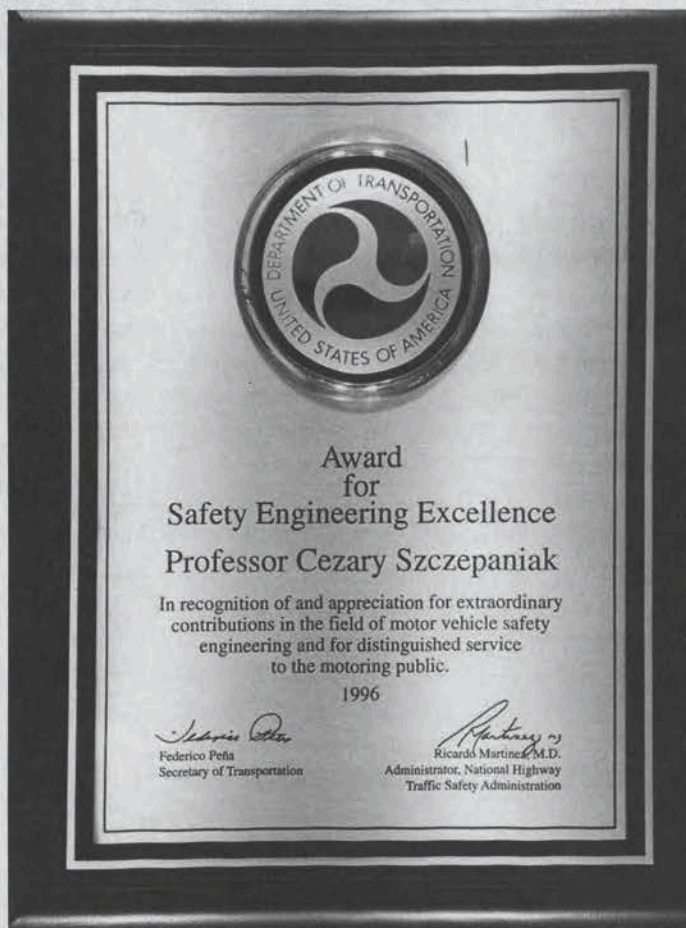 DEPARTMENT OF TRANSPORTATION
UNITED STATES OF AMERICA
Award
for
Safety Engineering Excellence
Professor Cezary Szczepaniak
In recognition of and appreciation for extraordinary
contributions in the field of motor vehicle safety
engineering and for distinguished service
to the motoring public.
1996
Federico Peña
Secretary of Transportation
Ricardo Martinez, M.D.
Administrator, National Highway
Traffic Safety Administration